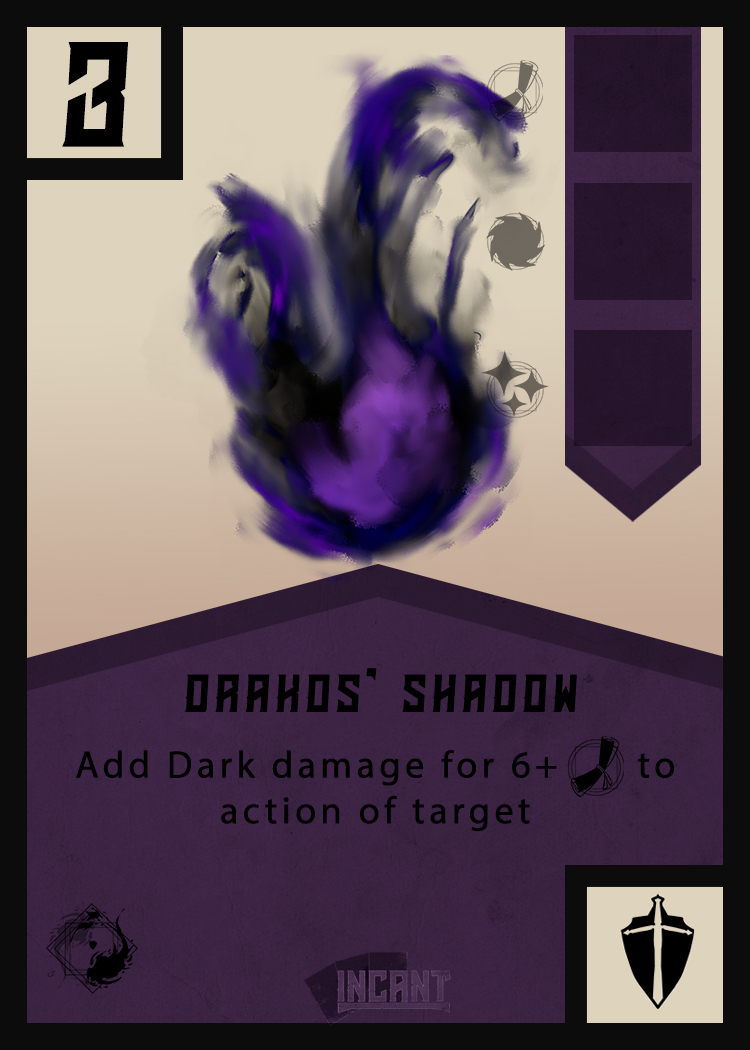 3
DRAKOS' SHADOW
Add Dark damage for 6+ to
action of target
INCANT